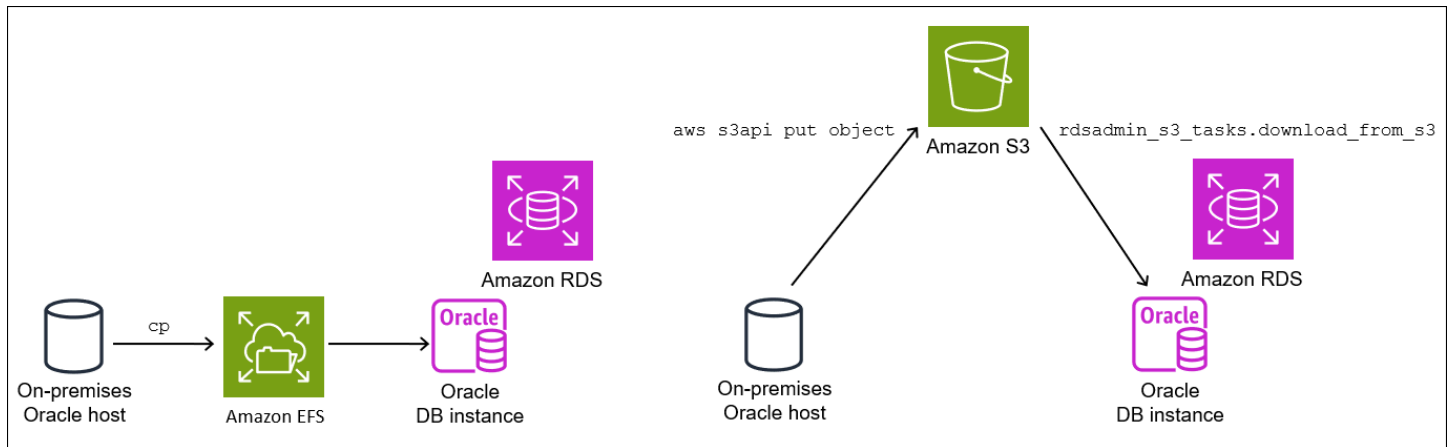 cp
On-premises
Oracle host
Amazon EFS
Amazon RDS
Oracle
Oracle
DB instance
aws s3api put object
Amazon S3
rdsadmin_s3_tasks.download_from_s3
On-premises
Oracle host
Amazon RDS
Oracle
Oracle
DB instance